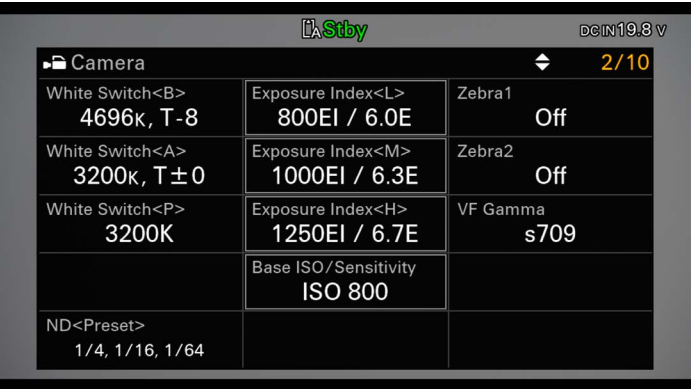 A Stby DC IN 19.8 V
Camera 2/10
White Switch<B> Exposure Index<L> Zebra1
4696K, T-8 800EI / 6.0E Off
White Switch<A> Exposure Index<M> Zebra2
3200K, T±0 1000EI / 6.3E Off
White Switch<P> Exposure Index<H> VF Gamma
3200K 1250EI / 6.7E s709
Base ISO/Sensitivity
ISO 800
ND<Preset>
1/4, 1/16, 1/64